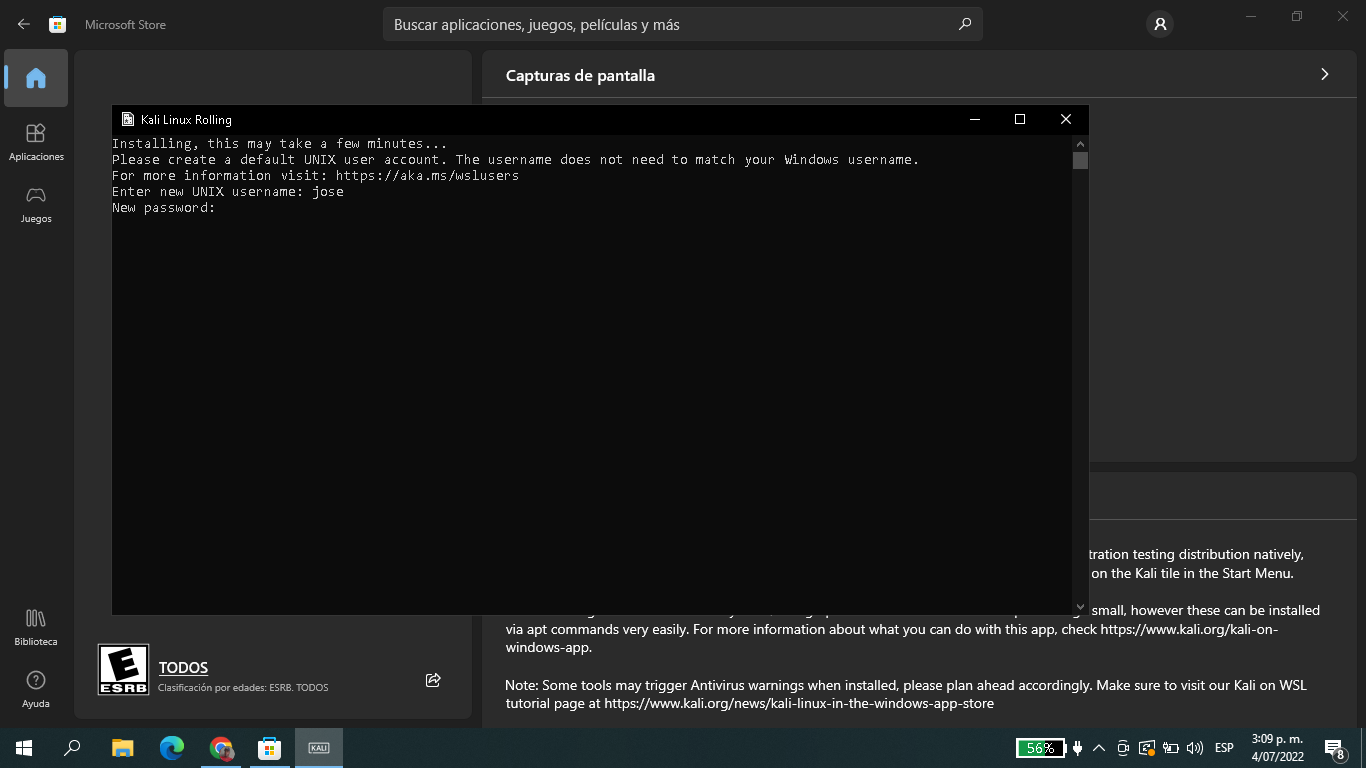 Microsoft Store
Buscar aplicaciones, juegos, películas y más
Capturas de pantalla
Aplicaciones
Juegos
Kali Linux Rolling
Installing, this may take a few minutes...
Please create a default UNIX user account. The username does not need to match your Windows username.
For more information visit: https://aka.ms/wslusers
Enter new UNIX username: jose
New password:
tration testing distribution natively,
on the Kali tile in the Start Menu.
small, however these can be installed
via apt commands very easily. For more information about what you can do with this app, check https://www.kali.org/kali-on-
windows-app.
Note: Some tools may trigger Antivirus warnings when installed, please plan ahead accordingly. Make sure to visit our Kali on WSL
tutorial page at https://www.kali.org/news/kali-linux-in-the-windows-app-store
E
ESRB
TODOS
Clasificación por edades: ESRB. TODOS
Biblioteca
Ayuda
KALI
56%
ESP
3:09 p. m.
4/07/2022
8